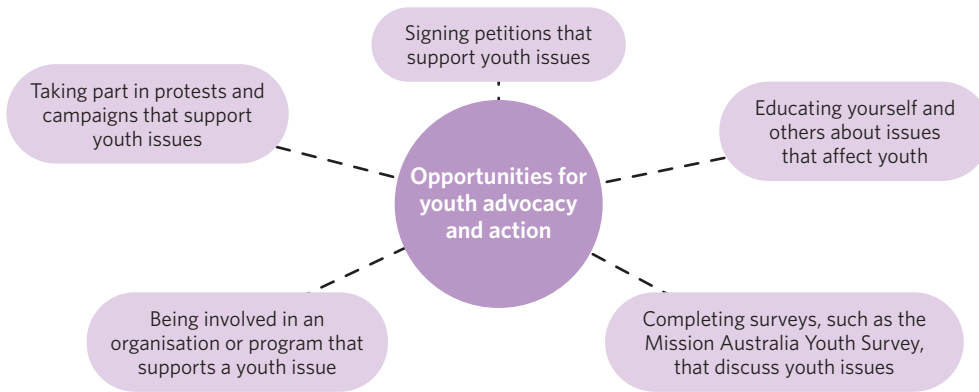 Signing petitions that
support youth issues
Taking part in protests and
campaigns that support
youth issues
Educating yourself and
others about issues
that affect youth
Opportunities for
youth advocacy
and action
Being involved in an
organisation or program that
supports a youth issue
Completing surveys, such as the
Mission Australia Youth Survey,
that discuss youth issues